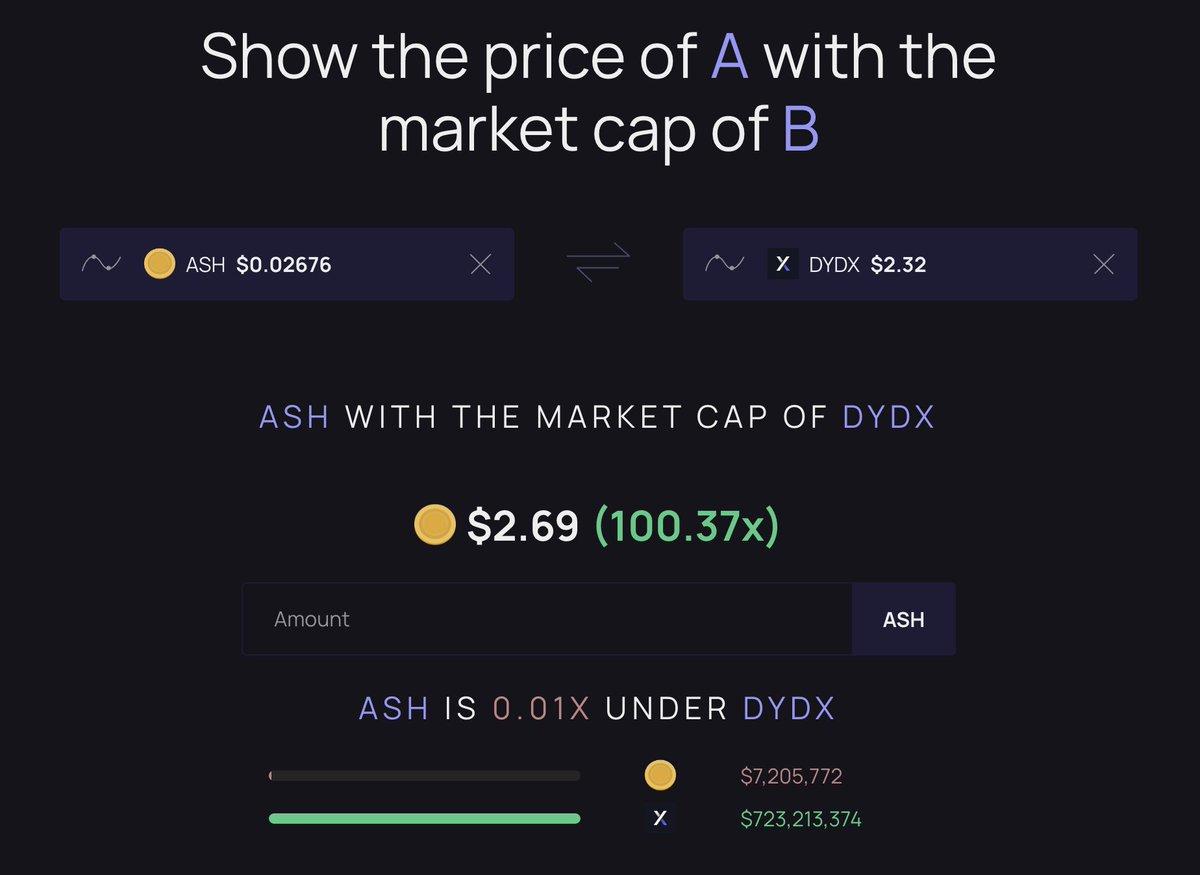 Show the price of A with the
market cap of B
ASH $0.02676
X DYDX $2.32
ASH WITH THE MARKET CAP OF DYDX
$2.69 (100.37x)
Amount
ASH
ASH IS 0.01X UNDER DYDX
$7,205,772
X $723,213,374